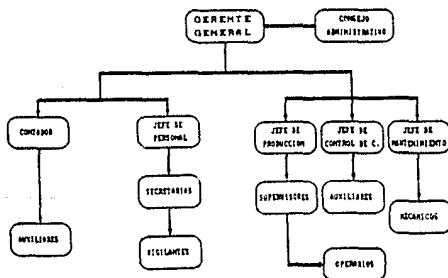 GERENTE
GENERAL
CONSEJO
ADMINISTRATIVO
CONTADOR
JEFE DE
PERSONAL
JEFE DE
PRODUCCION
JEFE DE
CONTROL DE C.
JEFE DE
MANTENIMIENTO
SECRETARIAS
SUPERVISORES
AUXILIARES
MECANICOS
AUXILIARES
VIGILANTES
OPERARIOS